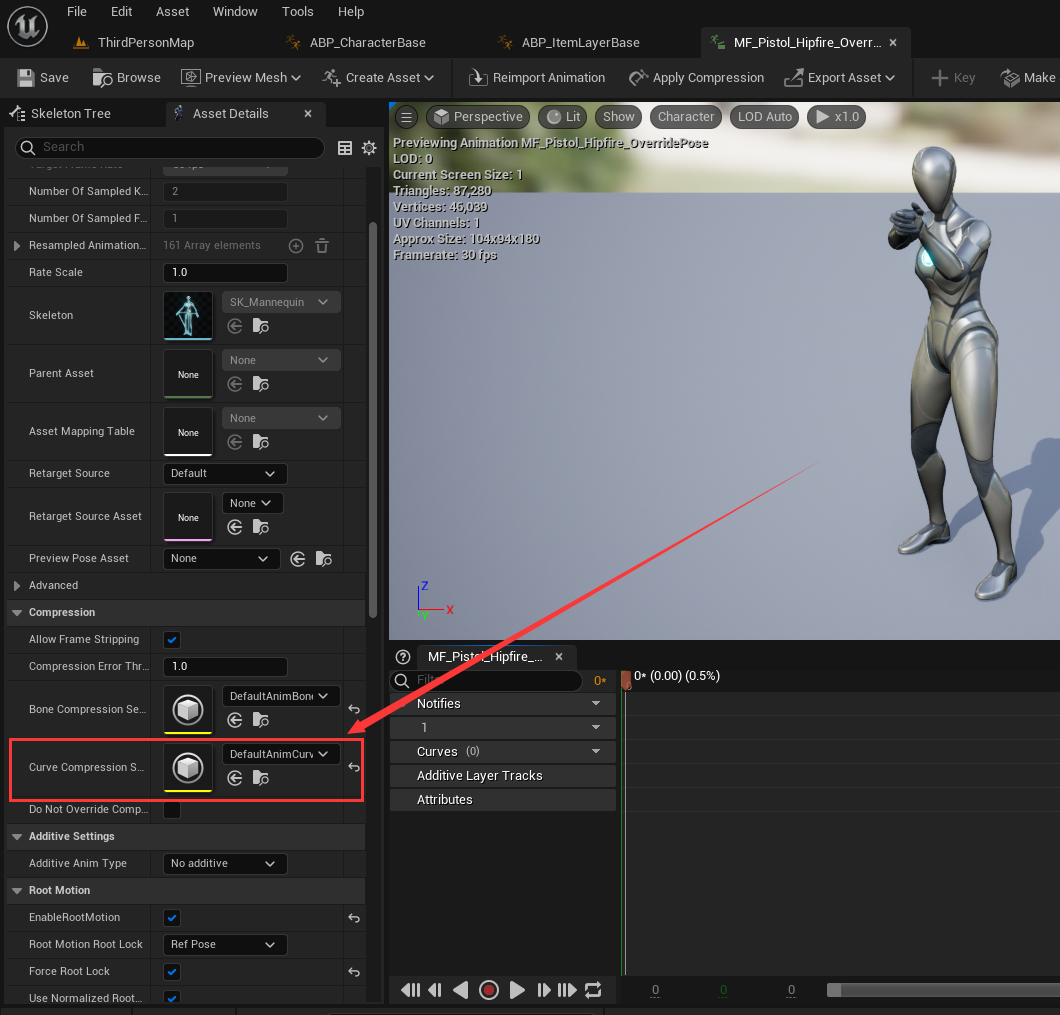 File Edit Asset Window Tools Help
ThirdPersonMap ABP_CharacterBase ABP_ItemLayerBase MF_Pistol_Hipfire_Overr...
Save Browse Preview Mesh Create Asset Reimport Animation Apply Compression Export Asset Key Make
Skeleton Tree Asset Details
Search
Number Of Sampled K... 2
Number Of Sampled F... 1
Resampled Animation... 161 Array elements
Rate Scale 1.0
Skeleton SK_Mannequin
Parent Asset None None
Asset Mapping Table None None
Retarget Source Default
Retarget Source Asset None None
Preview Pose Asset None
Advanced
Compression
Allow Frame Stripping
Compression Error Thr... 1.0
Bone Compression Se... DefaultAnimBone
Curve Compression S... DefaultAnimCurv
Do Not Override Comp...
Additive Settings
Additive Anim Type No additive
Root Motion
EnableRootMotion
Root Motion Root Lock Ref Pose
Force Root Lock
Use Normalized Root...
Perspective Lit Show Character LOD Auto x1.0
Previewing Animation MF_Pistol_Hipfire_OverridePose
LOD: 0
Current Screen Size: 1
Triangles: 87,280
Vertices: 46,039
UV Channels: 1
Approx Size: 104x94x180
Framerate: 30 fps
Z
X
MF_Pistol_Hipfire_...
0* 0* (0.00) (0.5%)
Notifies
1
Curves (0)
Additive Layer Tracks
Attributes
0 0 0